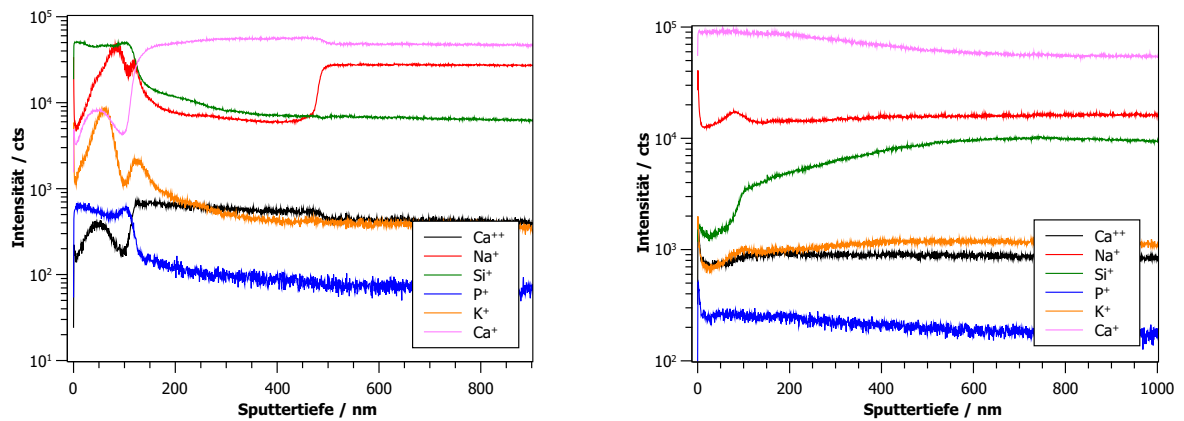 10⁵
10⁴
10³
10²
10¹
Intensität / cts
0
200
400
600
800
Sputtertiefe / nm
Ca⁺⁺
Na⁺
Si⁺
P⁺
K⁺
Ca⁺
10⁵
10⁴
10³
10²
Intensität / cts
0
200
400
600
800
1000
Sputtertiefe / nm
Ca⁺⁺
Na⁺
Si⁺
P⁺
K⁺
Ca⁺